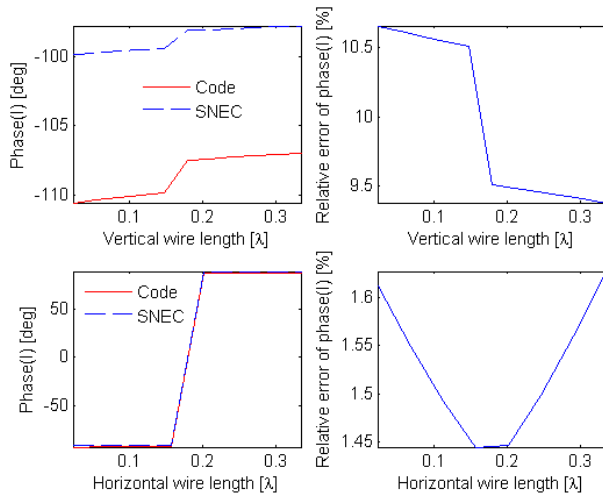 Phase(I) [deg]
-100
-105
-110
Code
SNEC
0.1
0.2
0.3
Vertical wire length [λ]
Relative error of phase(I) [%]
10.5
10
9.5
0.1
0.2
0.3
Vertical wire length [λ]
Phase(I) [deg]
50
0
-50
Code
SNEC
0.1
0.2
0.3
Horizontal wire length [λ]
Relative error of phase(I) [%]
1.6
1.55
1.5
1.45
0.1
0.2
0.3
Horizontal wire length [λ]